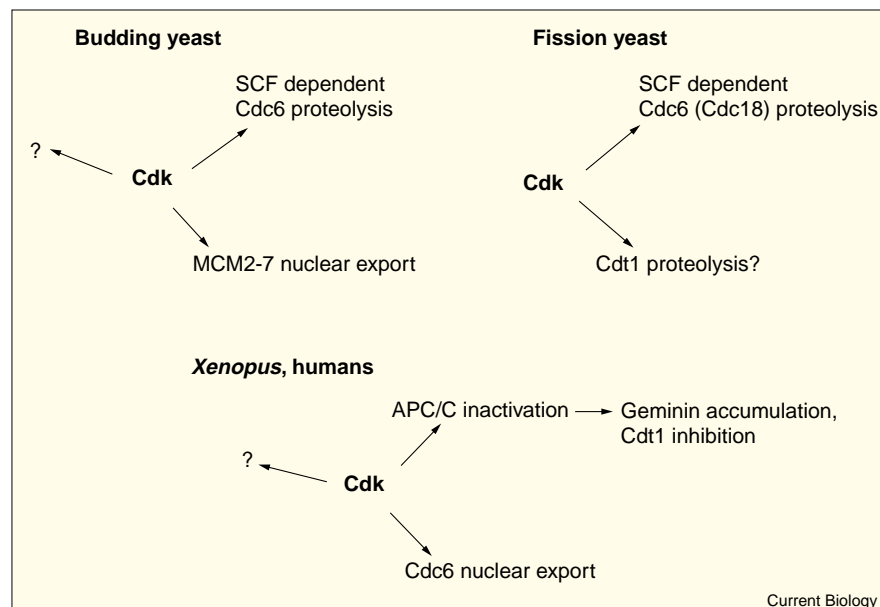 Budding yeast
SCF dependent
Cdc6 proteolysis
?
Cdk
MCM2-7 nuclear export
Fission yeast
SCF dependent
Cdc6 (Cdc18) proteolysis
Cdk
Cdt1 proteolysis?
Xenopus, humans
APC/C inactivation
Geminin accumulation,
Cdt1 inhibition
?
Cdk
Cdc6 nuclear export
Current Biology